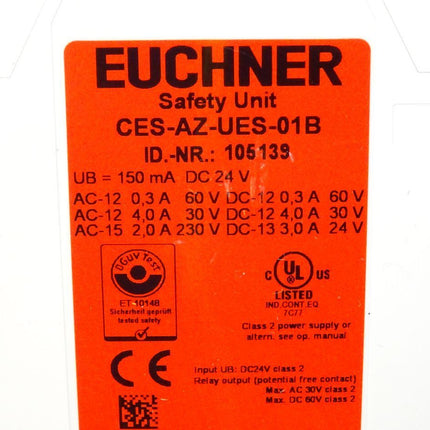 EUCHNER
Safety Unit
CES-AZ-UES-01B
ID.-NR.: 105139
UB = 150 mA DC 24 V
AC-12 0,3 A 60 V DC-12 0,3 A 60 V
AC-12 4,0 A 30 V DC-12 4,0 A 30 V
AC-15 2,0 A 230 V DC-13 3,0 A 24 V
DGUV Test
ET 10148
Sicherheit geprüft
tested safety
C UL US
LISTED
IND.CONT.EQ
7C77
Class 2 power supply or
altern. see op. manual
CE
Input UB: DC24V class 2
Relay output (potential free contact)
Max. AC 30V class 2
Max. DC 60V class 2